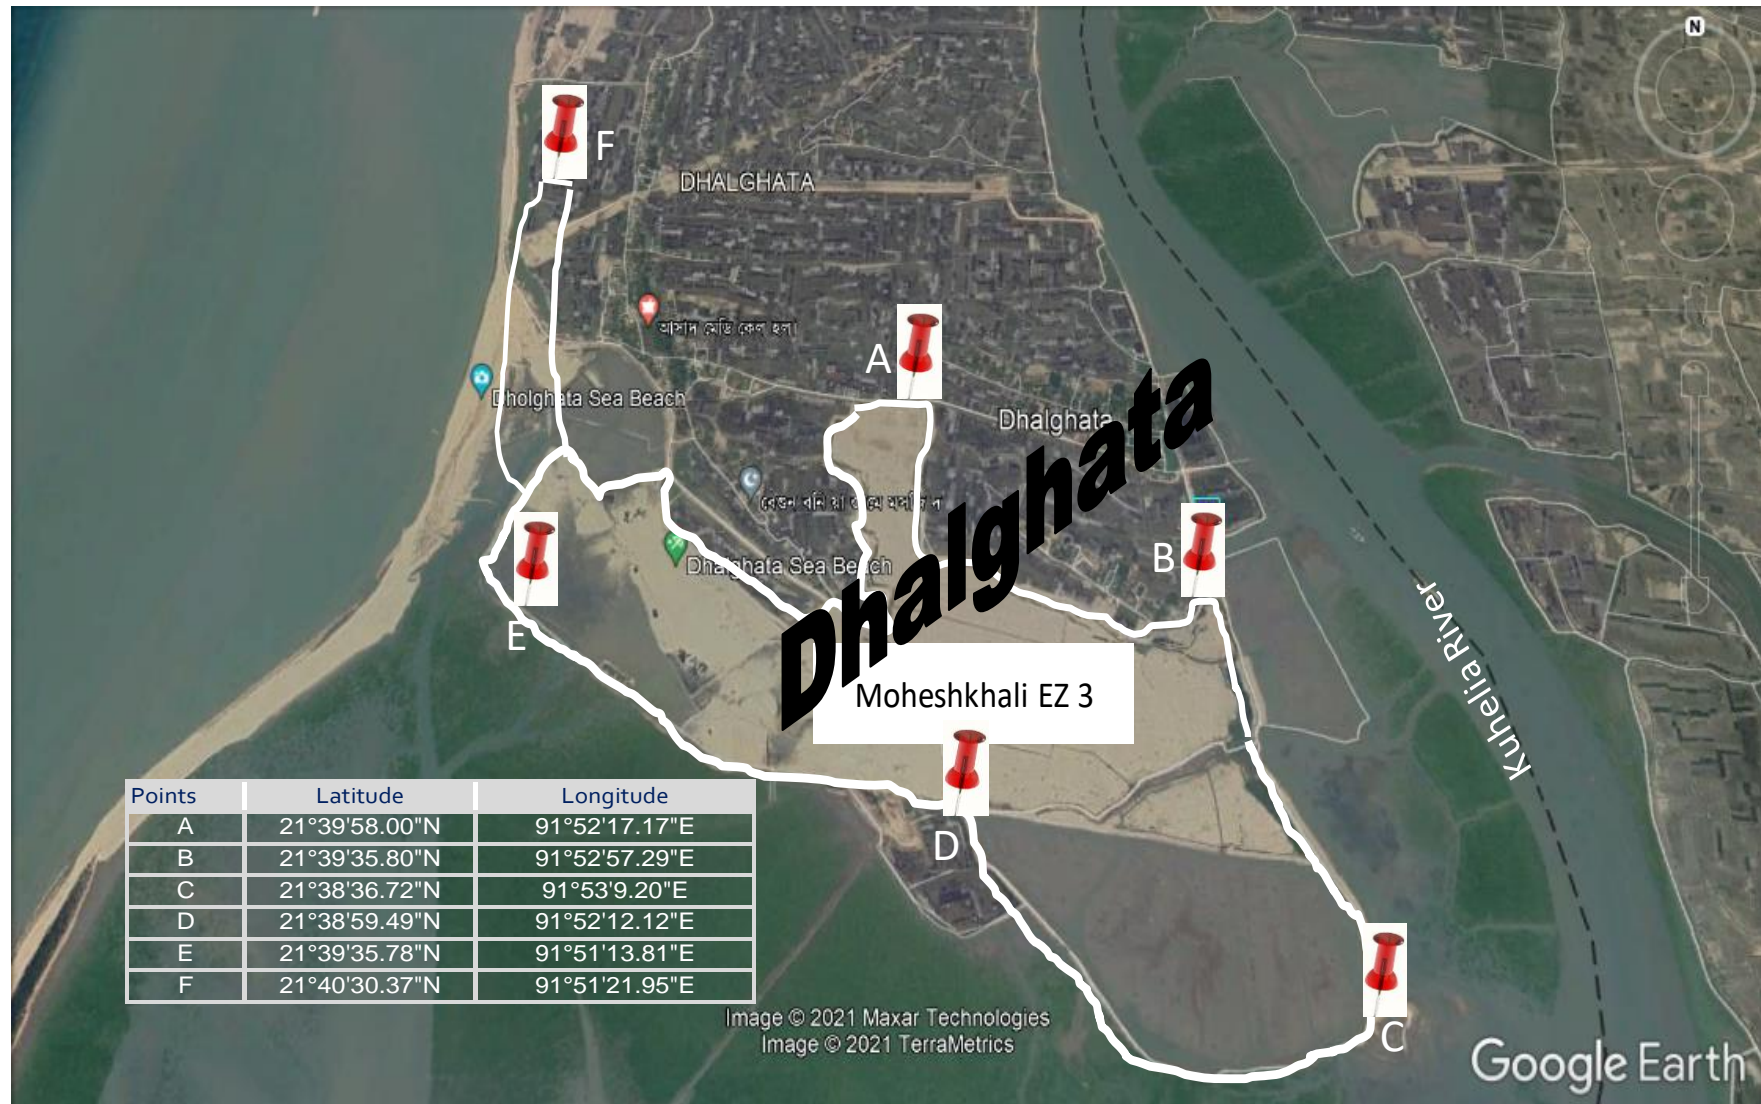 N
F
DHALGHATA
আসাদ মেডি কেল হল।
A
Dholghata Sea Beach
Dhalghata
Dhalghata
B
Dhalghata Sea Beach
E
Moheshkhali EZ 3
Kuhelia River
D
Points Latitude Longitude
A 21°39'58.00"N 91°52'17.17"E
B 21°39'35.80"N 91°52'57.29"E
C 21°38'36.72"N 91°53'9.20"E
D 21°38'59.49"N 91°52'12.12"E
E 21°39'35.78"N 91°51'13.81"E
F 21°40'30.37"N 91°51'21.95"E
Image © 2021 Maxar Technologies
Image © 2021 TerraMetrics
C
Google Earth